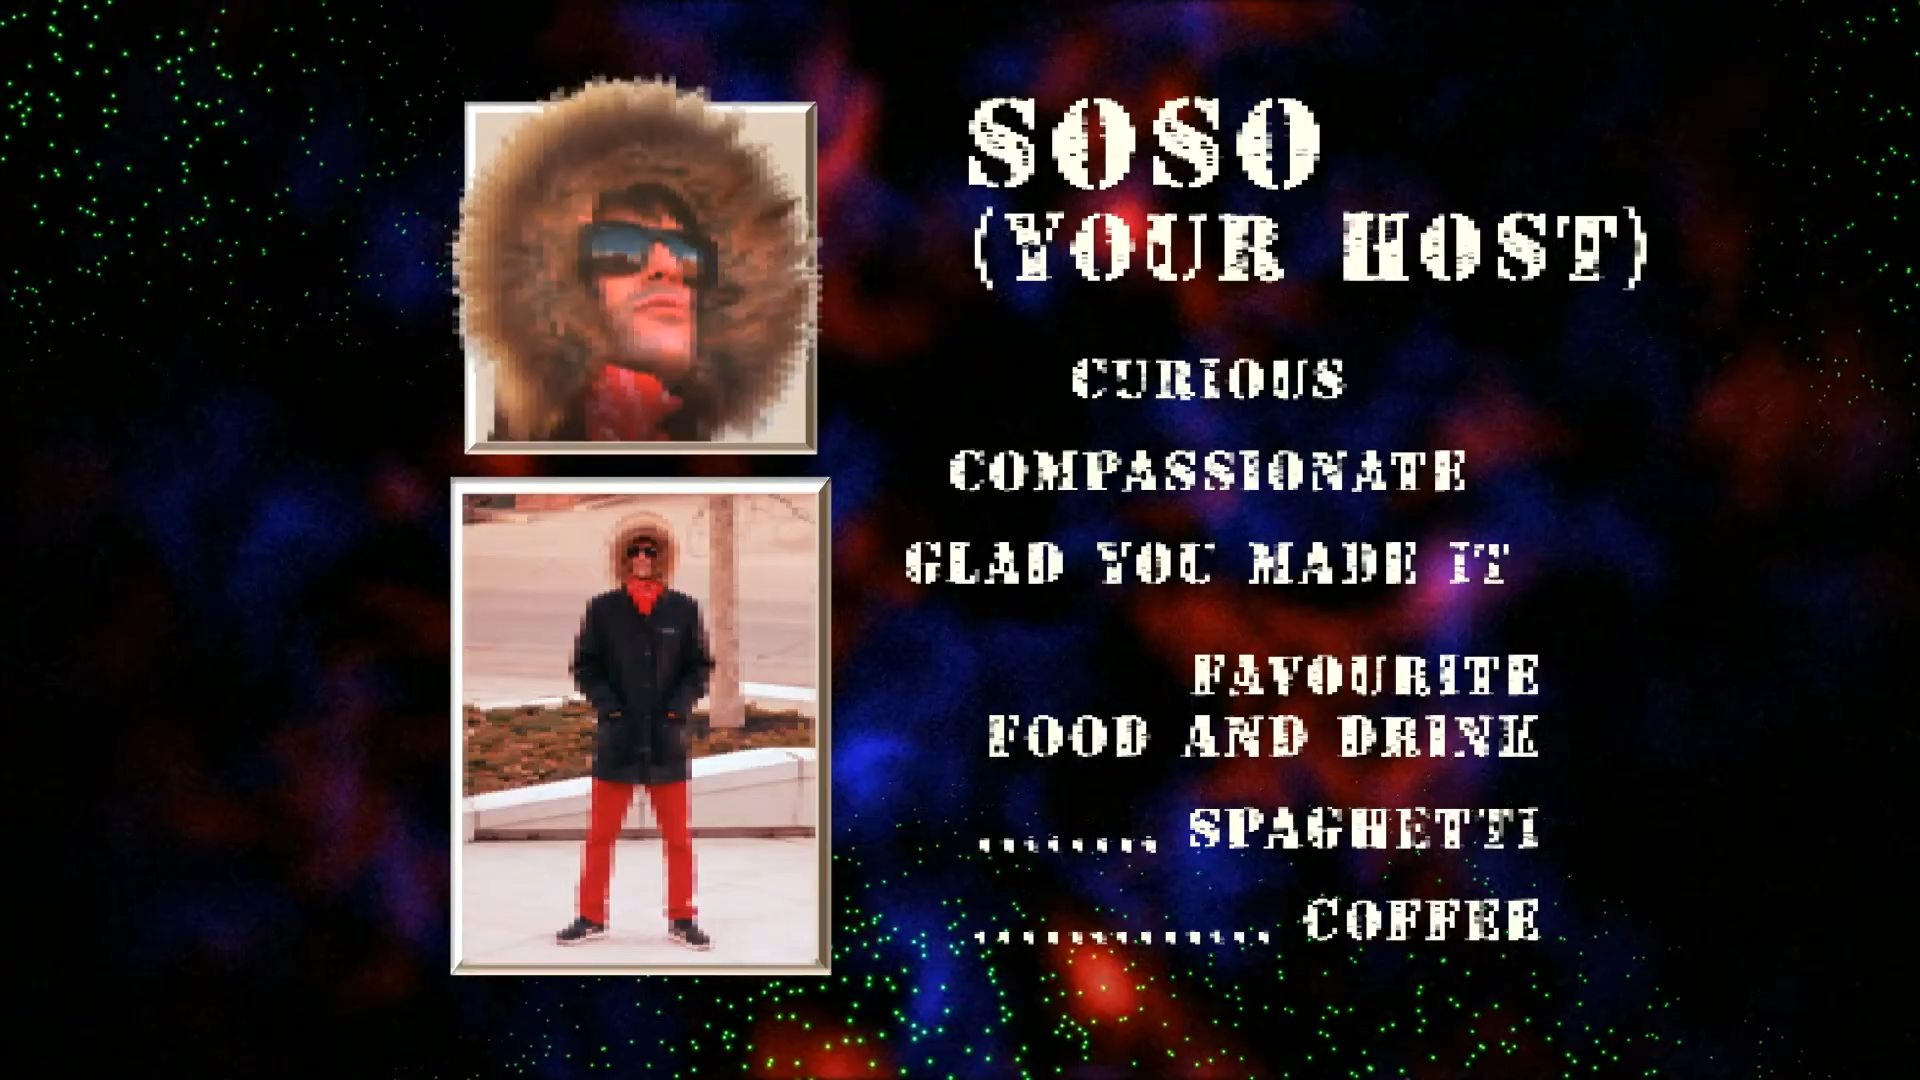 SOSO
(YOUR HOST)
CURIOUS
COMPASSIONATE
GLAD YOU MADE IT
FAVOURITE
FOOD AND DRINK
........ SPAGHETTI
............. COFFEE